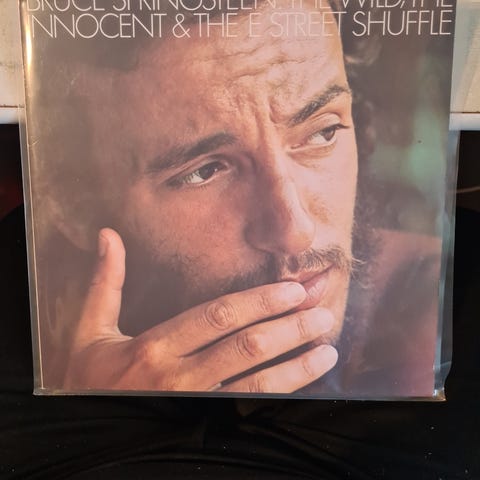 BRUCE SPRINGSTEEN: THE WILD, THE
INNOCENT & THE E STREET SHUFFLE